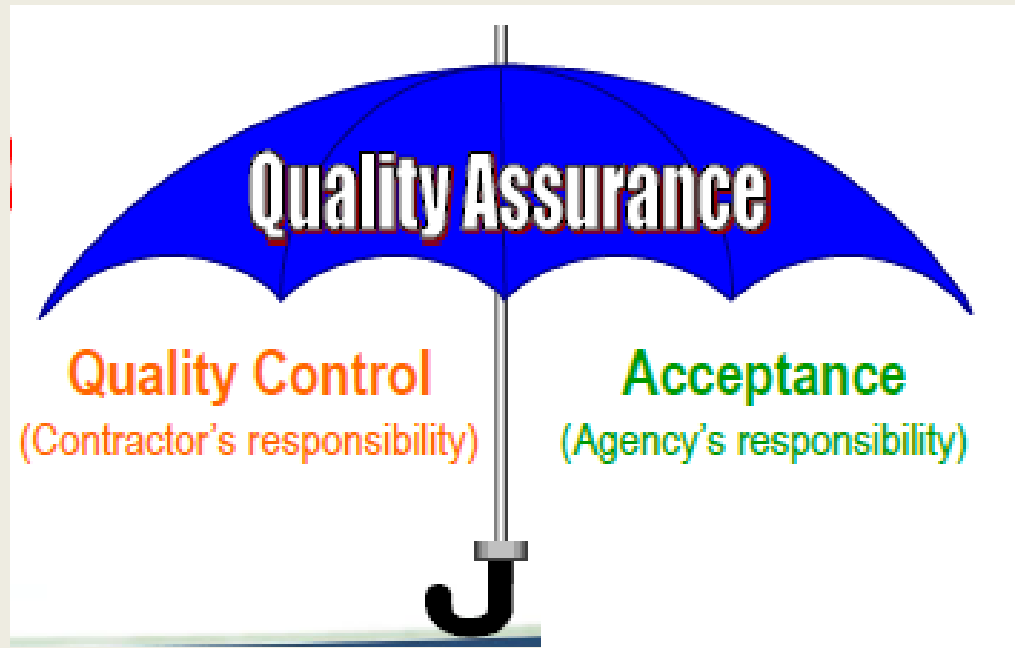 Quality Assurance
Quality Control
(Contractor's responsibility)
Acceptance
(Agency's responsibility)